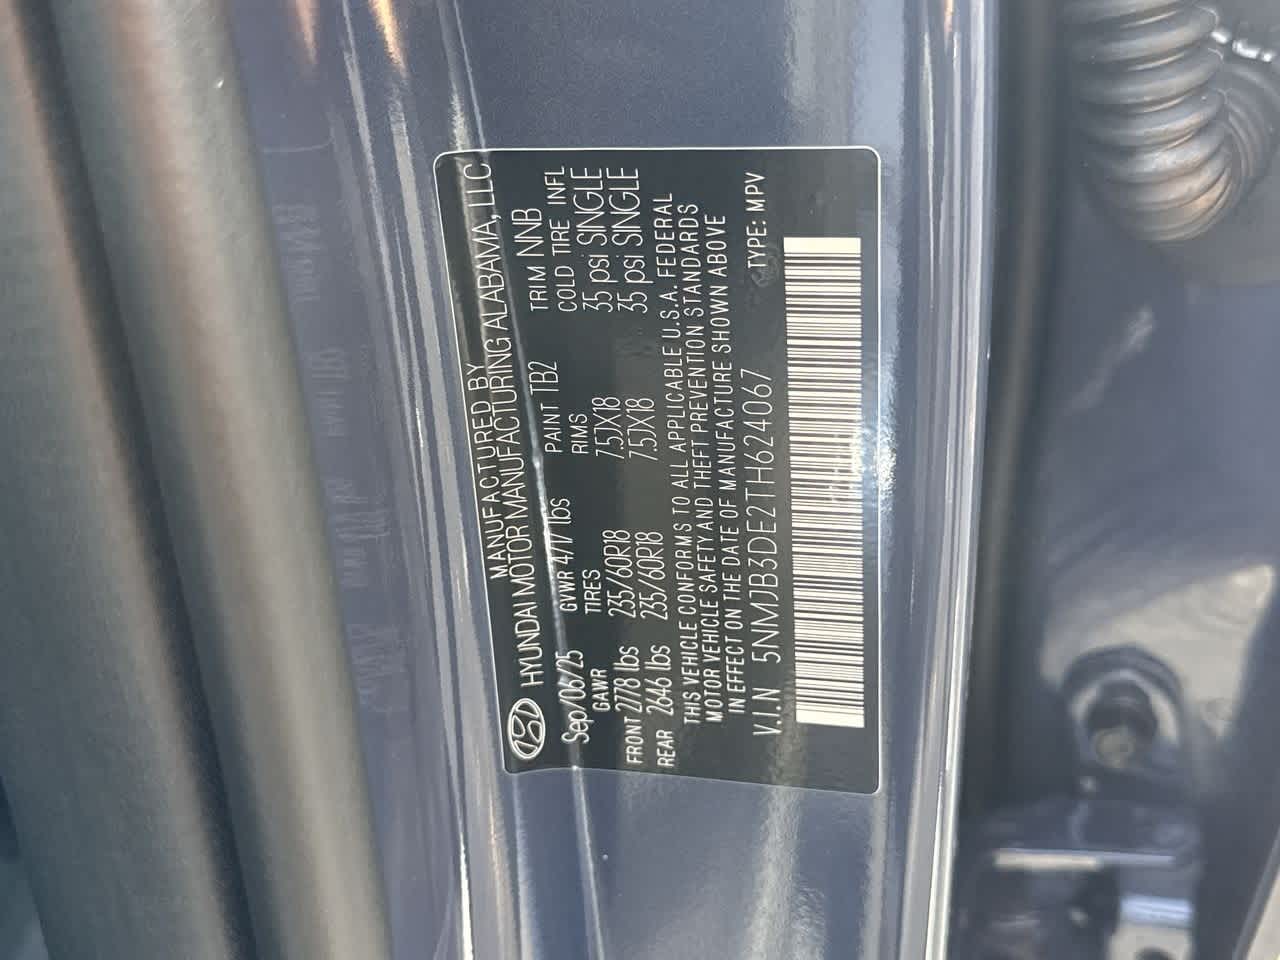 MANUFACTURED BY
HYUNDAI MOTOR MANUFACTURING ALABAMA, LLC
Sep/06/25 GVWR 4717 lbs PAINT TB2 TRIM NNB
GAWR TIRES RIMS COLD TIRE INFL
FRONT 2778 lbs 235/60R18 7.5JX18 35 psi SINGLE
REAR 2646 lbs 235/60R18 7.5JX18 35 psi SINGLE
THIS VEHICLE CONFORMS TO ALL APPLICABLE U.S.A. FEDERAL
MOTOR VEHICLE SAFETY AND THEFT PREVENTION STANDARDS
IN EFFECT ON THE DATE OF MANUFACTURE SHOWN ABOVE
V.I.N 5NMJB3DE2TH624067 TYPE: MPV